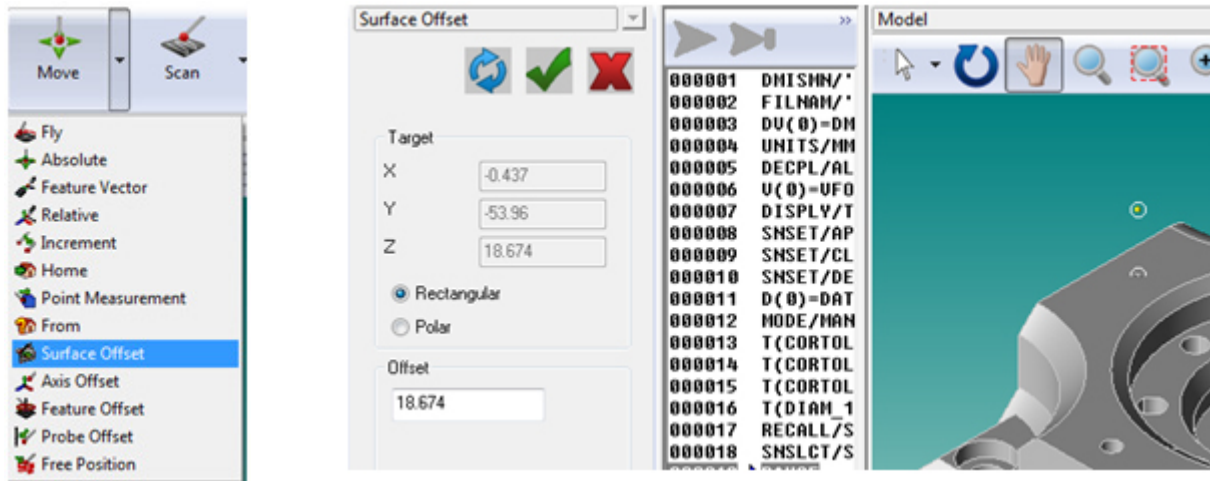 Move
Scan
Fly
Absolute
Feature Vector
Relative
Increment
Home
Point Measurement
From
Surface Offset
Axis Offset
Feature Offset
Probe Offset
Free Position
Surface Offset
Target
X -0.437
Y -53.96
Z 18.674
Rectangular
Polar
Offset
18.674
»
000001 DMISMN/'
000002 FILNAM/'
000003 DV(0)=DM
000004 UNITS/MM
000005 DECPL/AL
000006 V(0)=VFO
000007 DISPLY/T
000008 SNSET/AP
000009 SNSET/CL
000010 SNSET/DE
000011 D(0)=DAT
000012 MODE/MAN
000013 T(CORTOL
000014 T(CORTOL
000015 T(CORTOL
000016 T(DIAM_1
000017 RECALL/S
000018 SNSLCT/S
Model